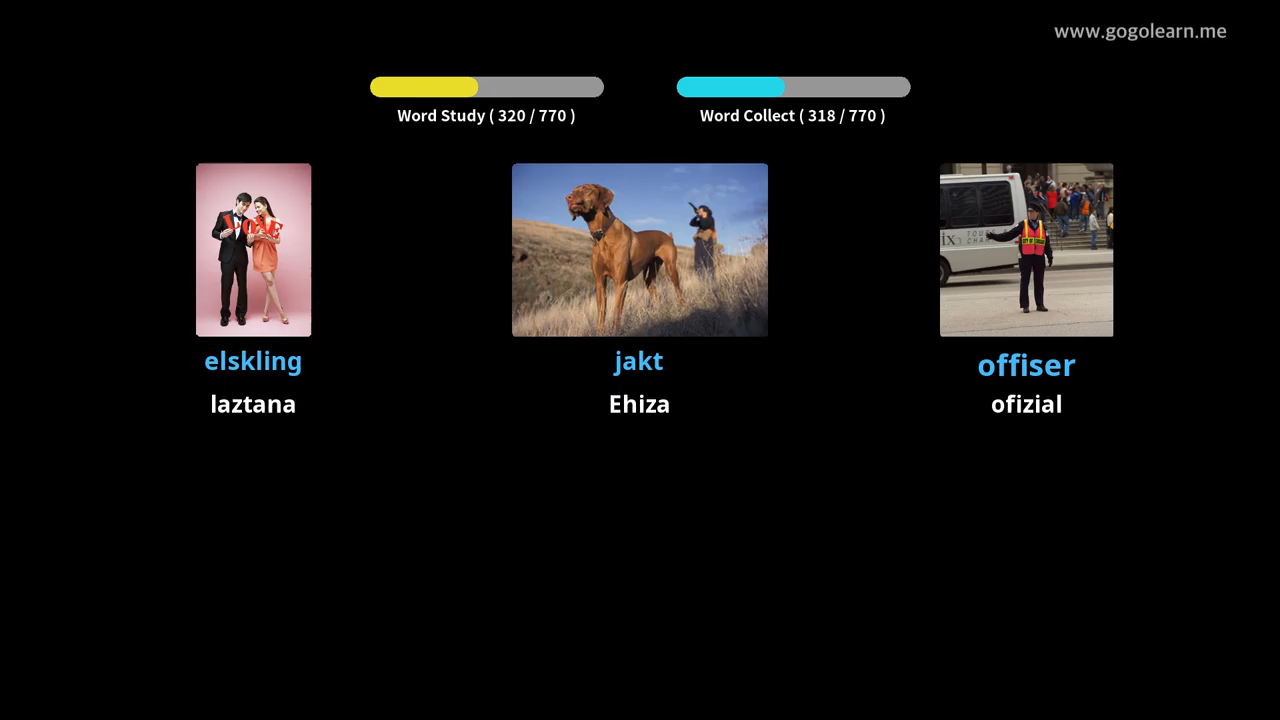 www.gogolearn.me
Word Study ( 320 / 770 )
Word Collect ( 318 / 770 )
elskling
jakt
offiser
laztana
Ehiza
ofizial